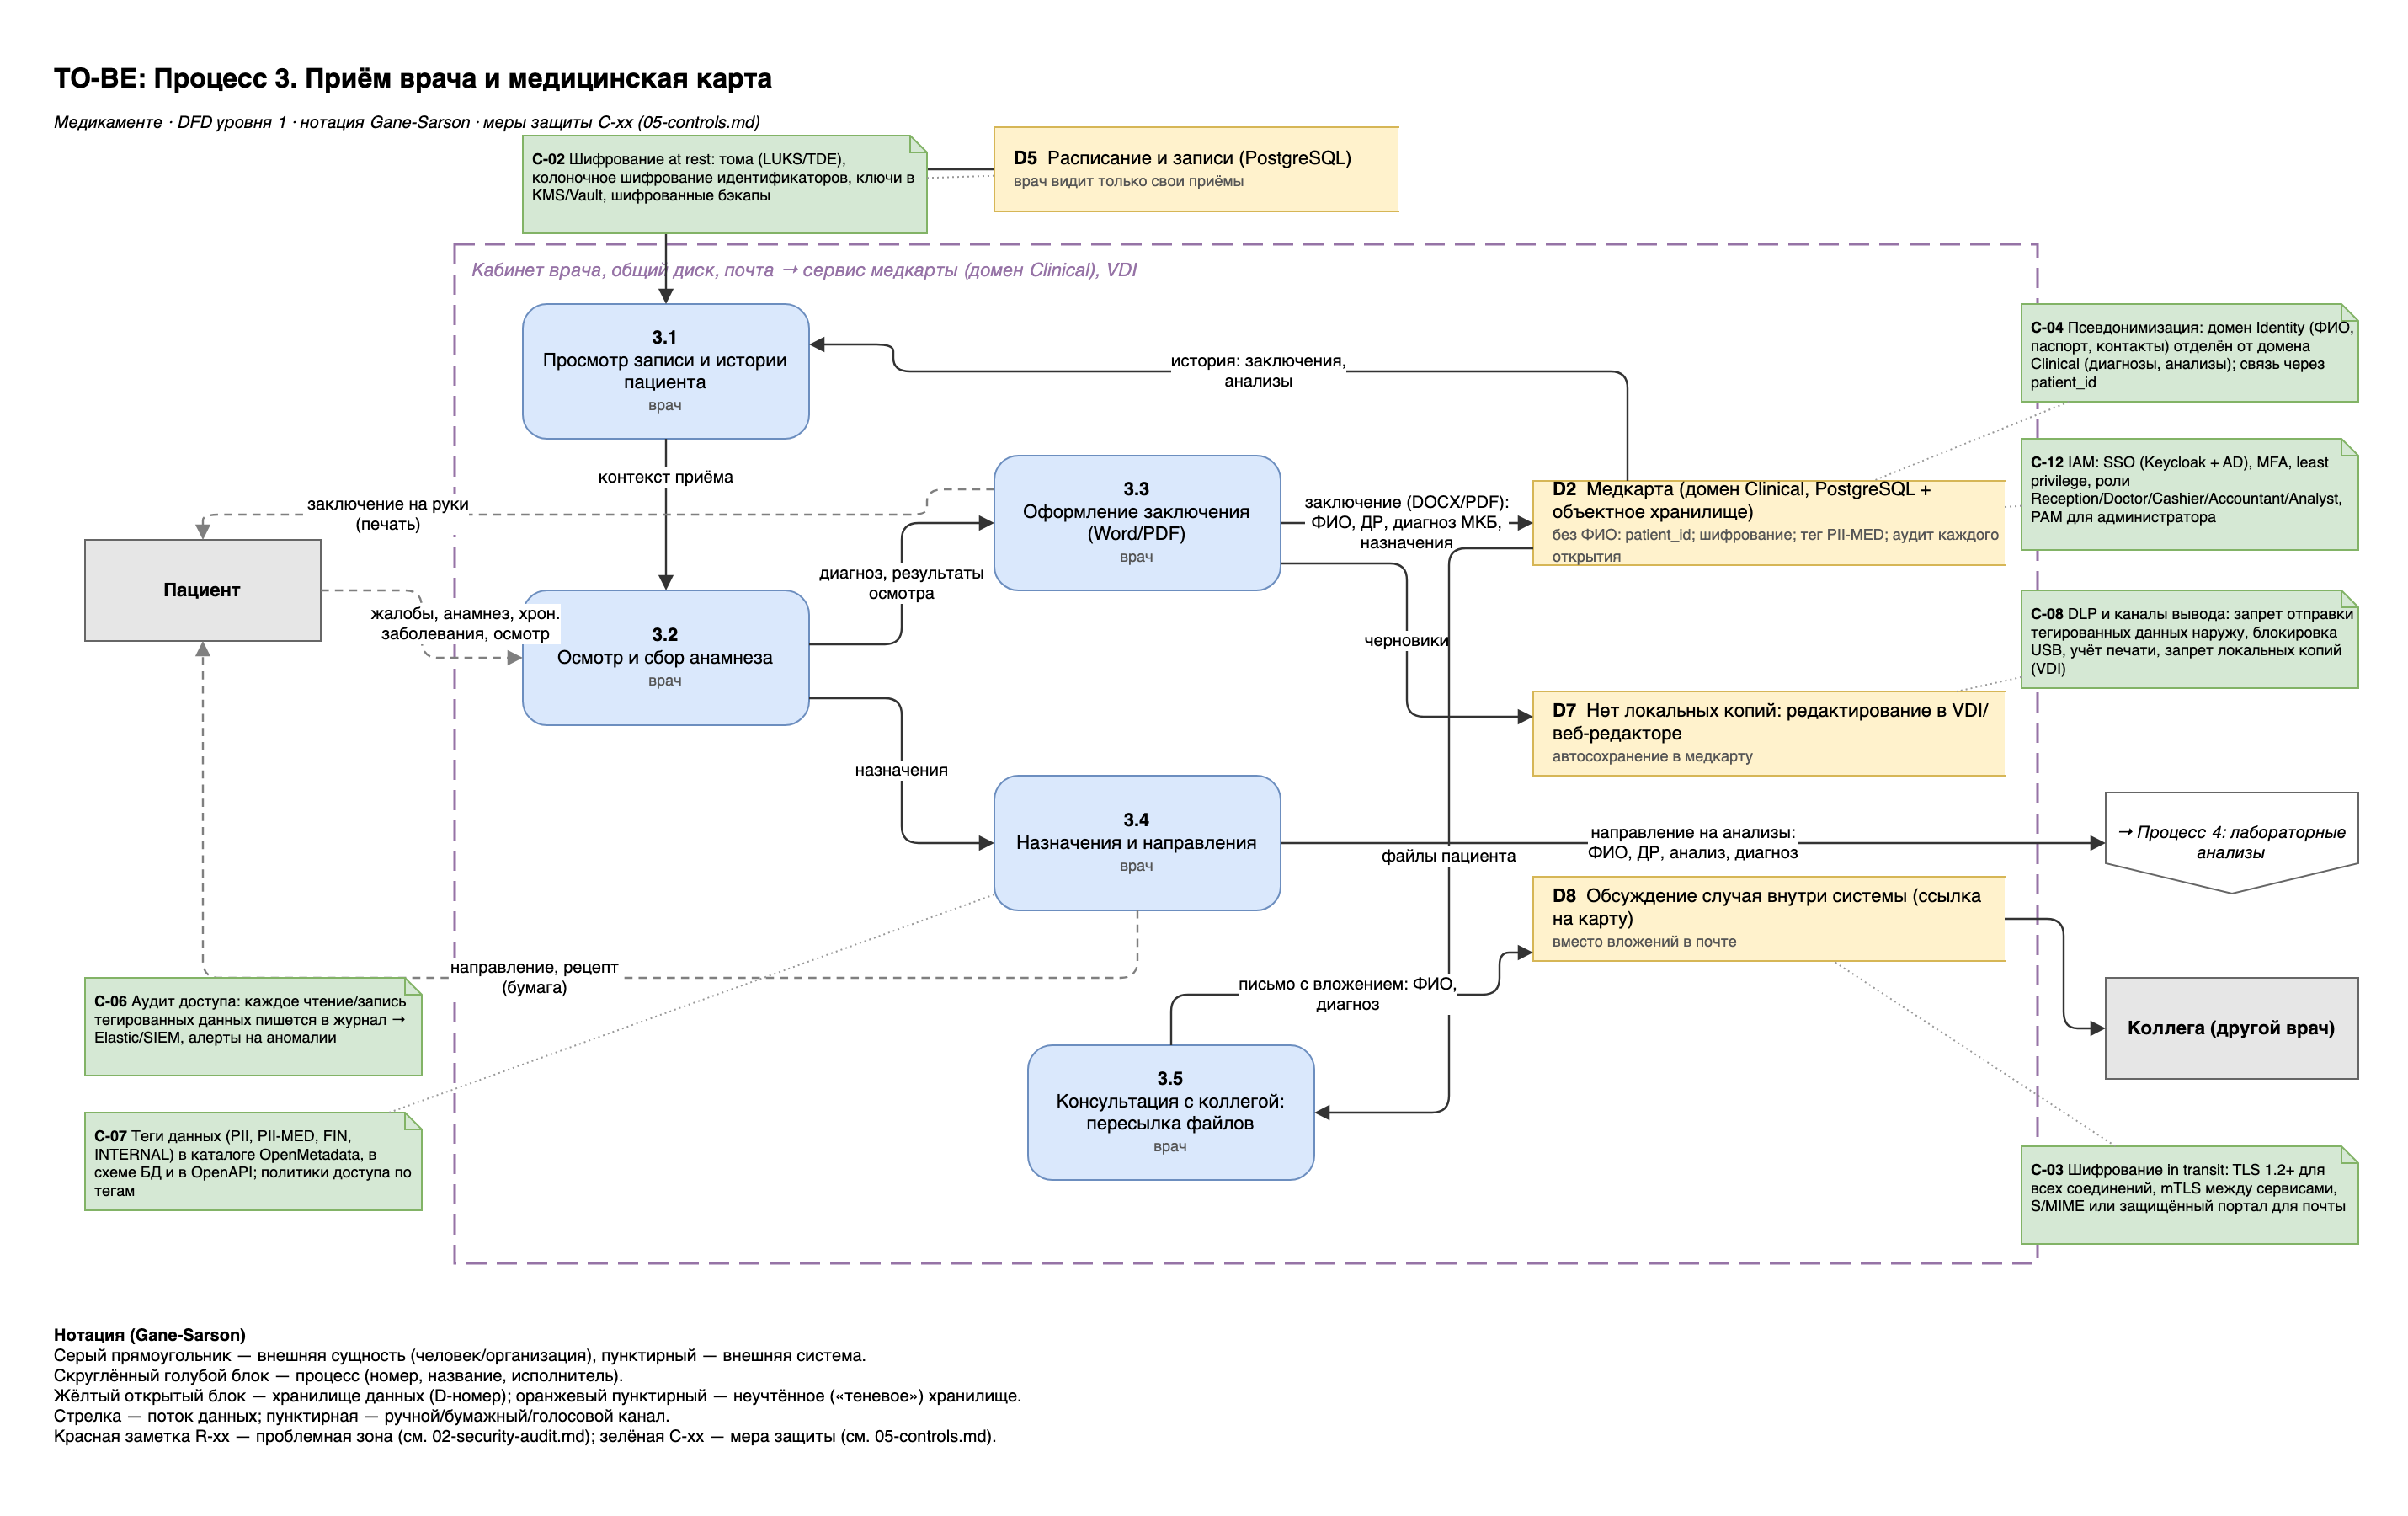 TO-BE: Процесс 3. Приём врача и медицинская карта
Медикаменте · DFD уровня 1 · нотация Gane-Sarson · меры защиты C-xx (05-controls.md)
C-02 Шифрование at rest: тома (LUKS/TDE),
колоночное шифрование идентификаторов, ключи в
KMS/Vault, шифрованные бэкапы
D5 Расписание и записи (PostgreSQL)
врач видит только свои приёмы
Кабинет врача, общий диск, почта → сервис медкарты (домен Clinical), VDI
3.1
Просмотр записи и истории
пациента
врач
история: заключения,
анализы
C-04 Псевдонимизация: домен Identity (ФИО,
паспорт, контакты) отделён от домена
Clinical (диагнозы, анализы); связь через
patient_id
контекст приёма
заключение на руки
(печать)
3.3
Оформление заключения
(Word/PDF)
врач
заключение (DOCX/PDF):
ФИО, ДР, диагноз МКБ,
назначения
D2 Медкарта (домен Clinical, PostgreSQL +
объектное хранилище)
без ФИО: patient_id; шифрование; тег PII-MED; аудит каждого
открытия
C-12 IAM: SSO (Keycloak + AD), MFA, least
privilege, роли
Reception/Doctor/Cashier/Accountant/Analyst,
PAM для администратора
Пациент
жалобы, анамнез, хрон.
заболевания, осмотр
диагноз, результаты
осмотра
3.2
Осмотр и сбор анамнеза
врач
черновики
C-08 DLP и каналы вывода: запрет отправки
тегированных данных наружу, блокировка
USB, учёт печати, запрет локальных копий
(VDI)
D7 Нет локальных копий: редактирование в VDI/
веб-редакторе
автосохранение в медкарту
назначения
3.4
Назначения и направления
врач
файлы пациента
направление на анализы:
ФИО, ДР, анализ, диагноз
→ Процесс 4: лабораторные
анализы
D8 Обсуждение случая внутри системы (ссылка
на карту)
вместо вложений в почте
направление, рецепт
(бумага)
письмо с вложением: ФИО,
диагноз
C-06 Аудит доступа: каждое чтение/запись
тегированных данных пишется в журнал →
Elastic/SIEM, алерты на аномалии
Коллега (другой врач)
3.5
Консультация с коллегой:
пересылка файлов
врач
C-07 Теги данных (PII, PII-MED, FIN,
INTERNAL) в каталоге OpenMetadata, в
схеме БД и в OpenAPI; политики доступа по
тегам
C-03 Шифрование in transit: TLS 1.2+ для
всех соединений, mTLS между сервисами,
S/MIME или защищённый портал для почты
Нотация (Gane-Sarson)
Серый прямоугольник — внешняя сущность (человек/организация), пунктирный — внешняя система.
Скруглённый голубой блок — процесс (номер, название, исполнитель).
Жёлтый открытый блок — хранилище данных (D-номер); оранжевый пунктирный — неучтённое («теневое») хранилище.
Стрелка — поток данных; пунктирная — ручной/бумажный/голосовой канал.
Красная заметка R-xx — проблемная зона (см. 02-security-audit.md); зелёная C-xx — мера защиты (см. 05-controls.md).